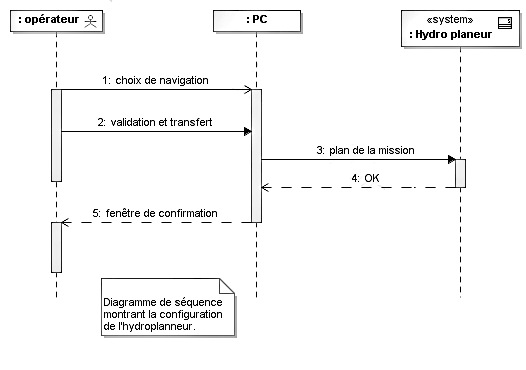 : opérateur
: PC
«system»
: Hydro planeur
1: choix de navigation
2: validation et transfert
3: plan de la mission
4: OK
5: fenêtre de confirmation
Diagramme de séquence
montrant la configuration
de l'hydroplanneur.